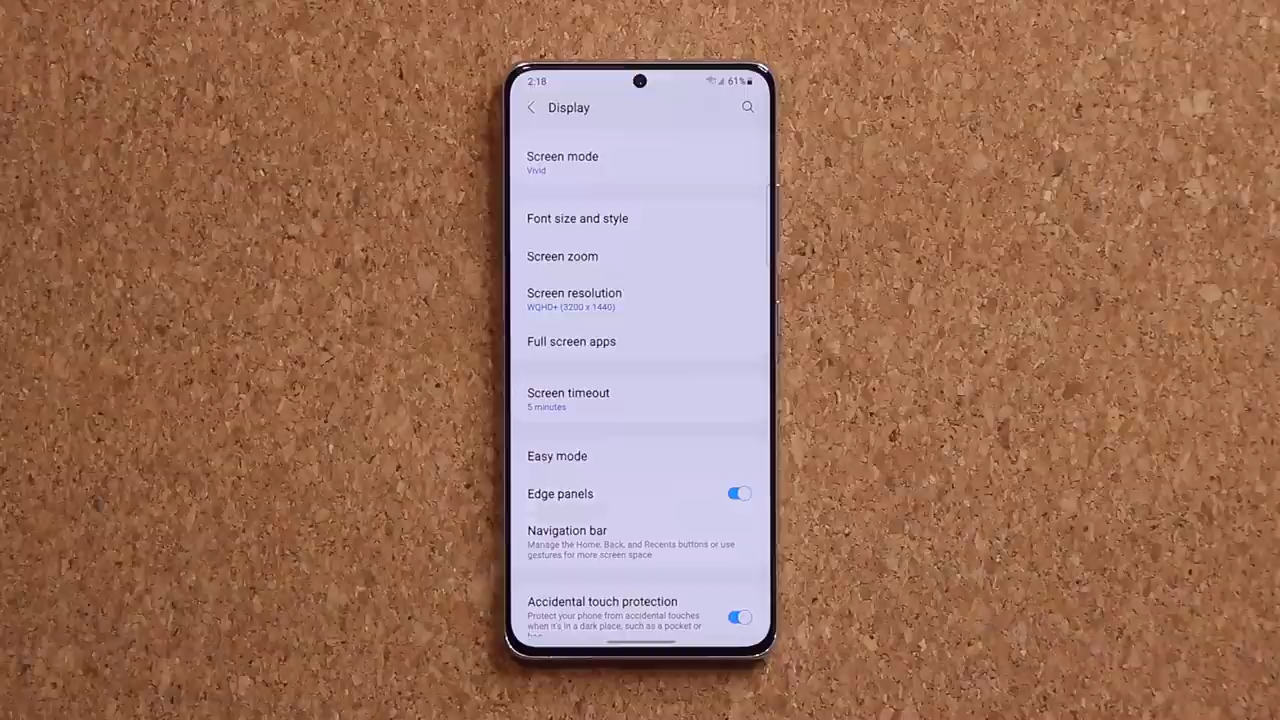 2:18
61%
Display
Screen mode
Vivid
Font size and style
Screen zoom
Screen resolution
WQHD+ (3200 x 1440)
Full screen apps
Screen timeout
5 minutes
Easy mode
Edge panels
Navigation bar
Manage the Home, Back, and Recents buttons or use
gestures for more screen space
Accidental touch protection
Protect your phone from accidental touches
when it's in a dark place, such as a pocket or